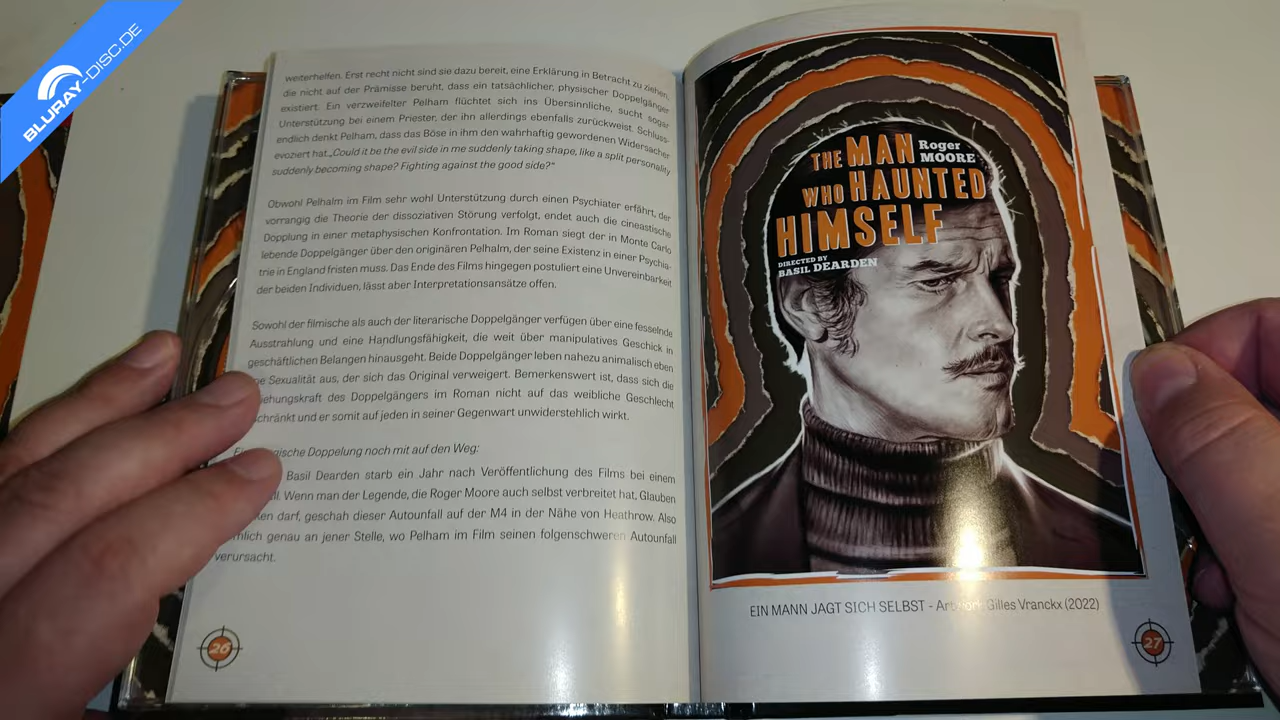 BLURAY-DISC.DE
weiterhelfen. Erst recht nicht sind sie dazu bereit, eine Erklärung in Betracht zu ziehen,
die nicht auf der Prämisse beruht, dass ein tatsächlicher, physischer Doppelgänger
existiert. Ein verzweifelter Pelham flüchtet sich ins Übersinnliche, sucht sogar
Unterstützung bei einem Priester, der ihn allerdings ebenfalls zurückweist. Schluss-
endlich denkt Pelham, dass das Böse in ihm den wahrhaftig gewordenen Widersacher
evoziert hat.„Could it be the evil side in me suddenly taking shape, like a split personality
suddenly becoming shape? Fighting against the good side?"
Obwohl Pelhalm im Film sehr wohl Unterstützung durch einen Psychiater erfährt, der
vorrangig die Theorie der dissoziativen Störung verfolgt, endet auch die cineastische
Dopplung in einer metaphysischen Konfrontation. Im Roman siegt der in Monte Carlo
lebende Doppelgänger über den originären Pelhalm, der seine Existenz in einer Psychia-
trie in England fristen muss. Das Ende des Films hingegen postuliert eine Unvereinbarkeit
der beiden Individuen, lässt aber Interpretationsansätze offen.
Sowohl der filmische als auch der literarische Doppelgänger verfügen über eine fesselnde
Ausstrahlung und eine Handlungsfähigkeit, die weit über manipulatives Geschick in
geschäftlichen Belangen hinausgeht. Beide Doppelgänger leben nahezu animalisch eben
Sexualität aus, der sich das Original verweigert. Bemerkenswert ist, dass sich die
ziehungskraft des Doppelgängers im Roman nicht auf das weibliche Geschlecht
schränkt und er somit auf jeden in seiner Gegenwart unwiderstehlich wirkt.
Doppelung noch mit auf den Weg:
Basil Dearden starb ein Jahr nach Veröffentlichung des Films bei einem
Wenn man der Legende, die Roger Moore auch selbst verbreitet hat, Glauben
darf, geschah dieser Autounfall auf der M4 in der Nähe von Heathrow. Also
genau an jener Stelle, wo Pelham im Film seinen folgenschweren Autounfall
verursacht.
26
THE MAN
Roger
MOORE
WHO HAUNTED
HIMSELF
DIRECTED BY
BASIL DEARDEN
EIN MANN JAGT SICH SELBST - Gilles Vranckx (2022)
27